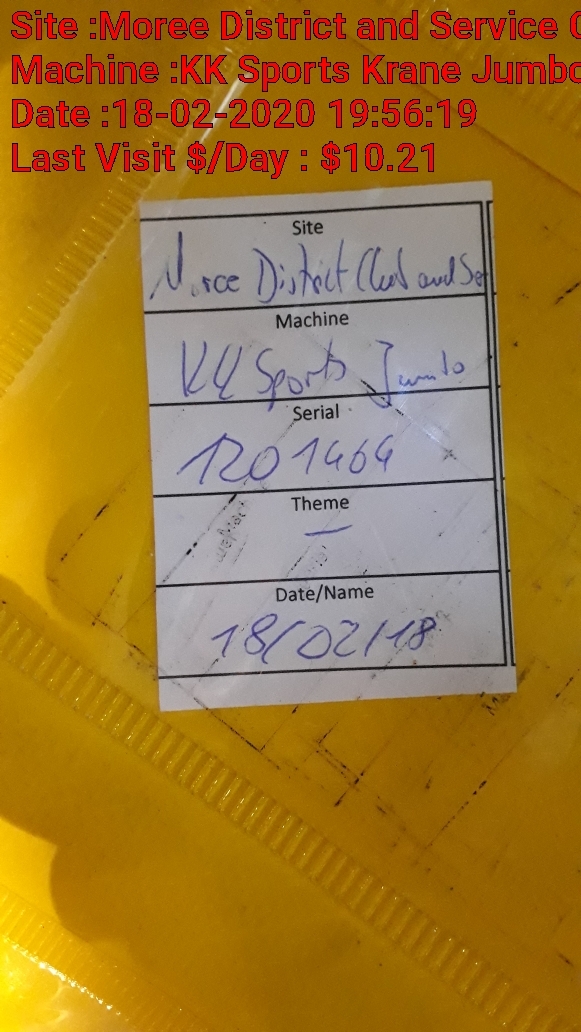 Site :Moree District and Service C
Machine :KK Sports Krane Jumbo
Date :18-02-2020 19:56:19
Last Visit $/Day : $10.21
Site
Moree District Club and Se
Machine
KK Sports Jumbo
Serial
1201464
Theme
—
Date/Name
18/02/18